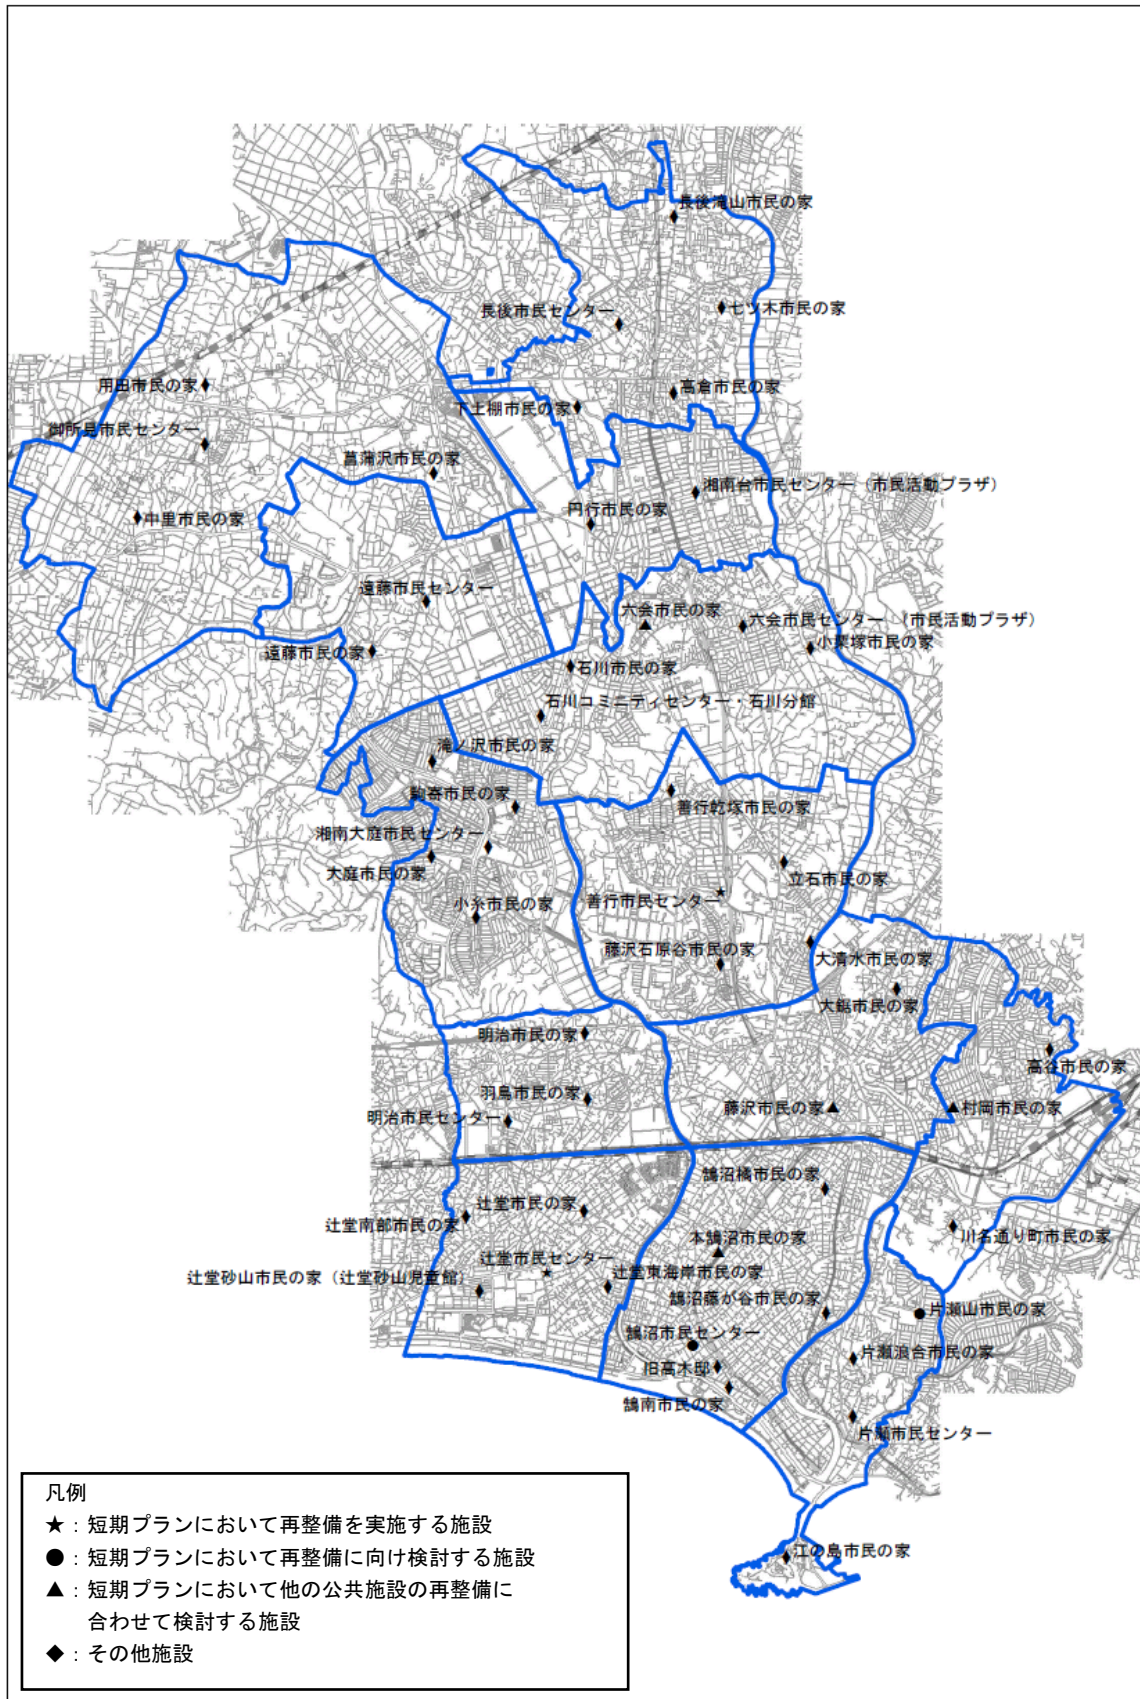 長後滝山市民の家
長後市民センター
七ツ木市民の家
用田市民の家
高倉市民の家
下土棚市民の家
御所見市民センター
菖蒲沢市民の家
湘南台市民センター（市民活動プラザ）
中里市民の家
円行市民の家
遠藤市民センター
六会市民の家
六会市民センター （市民活動プラザ）
小栗塚市民の家
遠藤市民の家
石川市民の家
石川コミニティセンター・石川分館
滝ノ沢市民の家
駒寄市民の家
善行乾塚市民の家
湘南大庭市民センター
大庭市民の家
立石市民の家
小糸市民の家
善行市民センター
藤沢石原谷市民の家
大清水市民の家
大鋸市民の家
明治市民の家
高谷市民の家
羽鳥市民の家
藤沢市民の家
村岡市民の家
明治市民センター
鵠沼橘市民の家
辻堂市民の家
辻堂南部市民の家
川名通り町市民の家
本鵠沼市民の家
辻堂市民センター
辻堂砂山市民の家（辻堂砂山児童館）
辻堂東海岸市民の家
鵠沼藤が谷市民の家
片瀬山市民の家
鵠沼市民センター
片瀬浪合市民の家
旧高木邸
鵠南市民の家
片瀬市民センター
江の島市民の家
凡例
★：短期プランにおいて再整備を実施する施設
●：短期プランにおいて再整備に向け検討する施設
▲：短期プランにおいて他の公共施設の再整備に
合わせて検討する施設
◆：その他施設